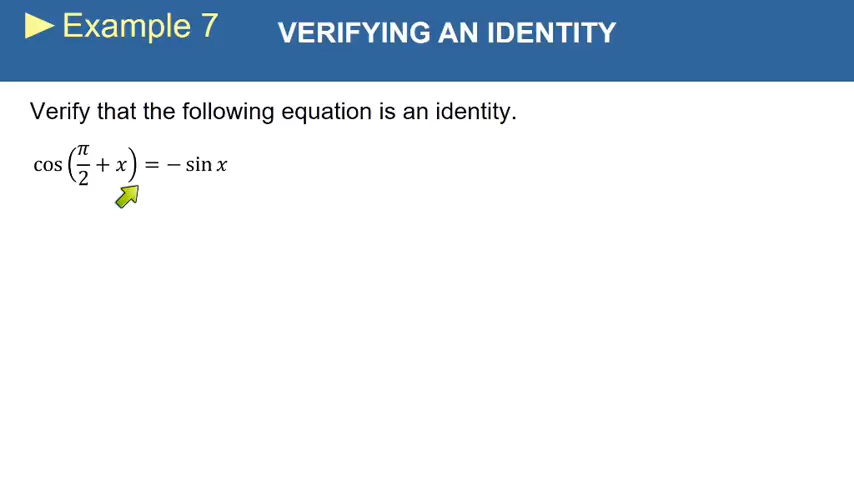 ► Example 7
VERIFYING AN IDENTITY
Verify that the following equation is an identity.
cos(π/2 + x) = − sin x